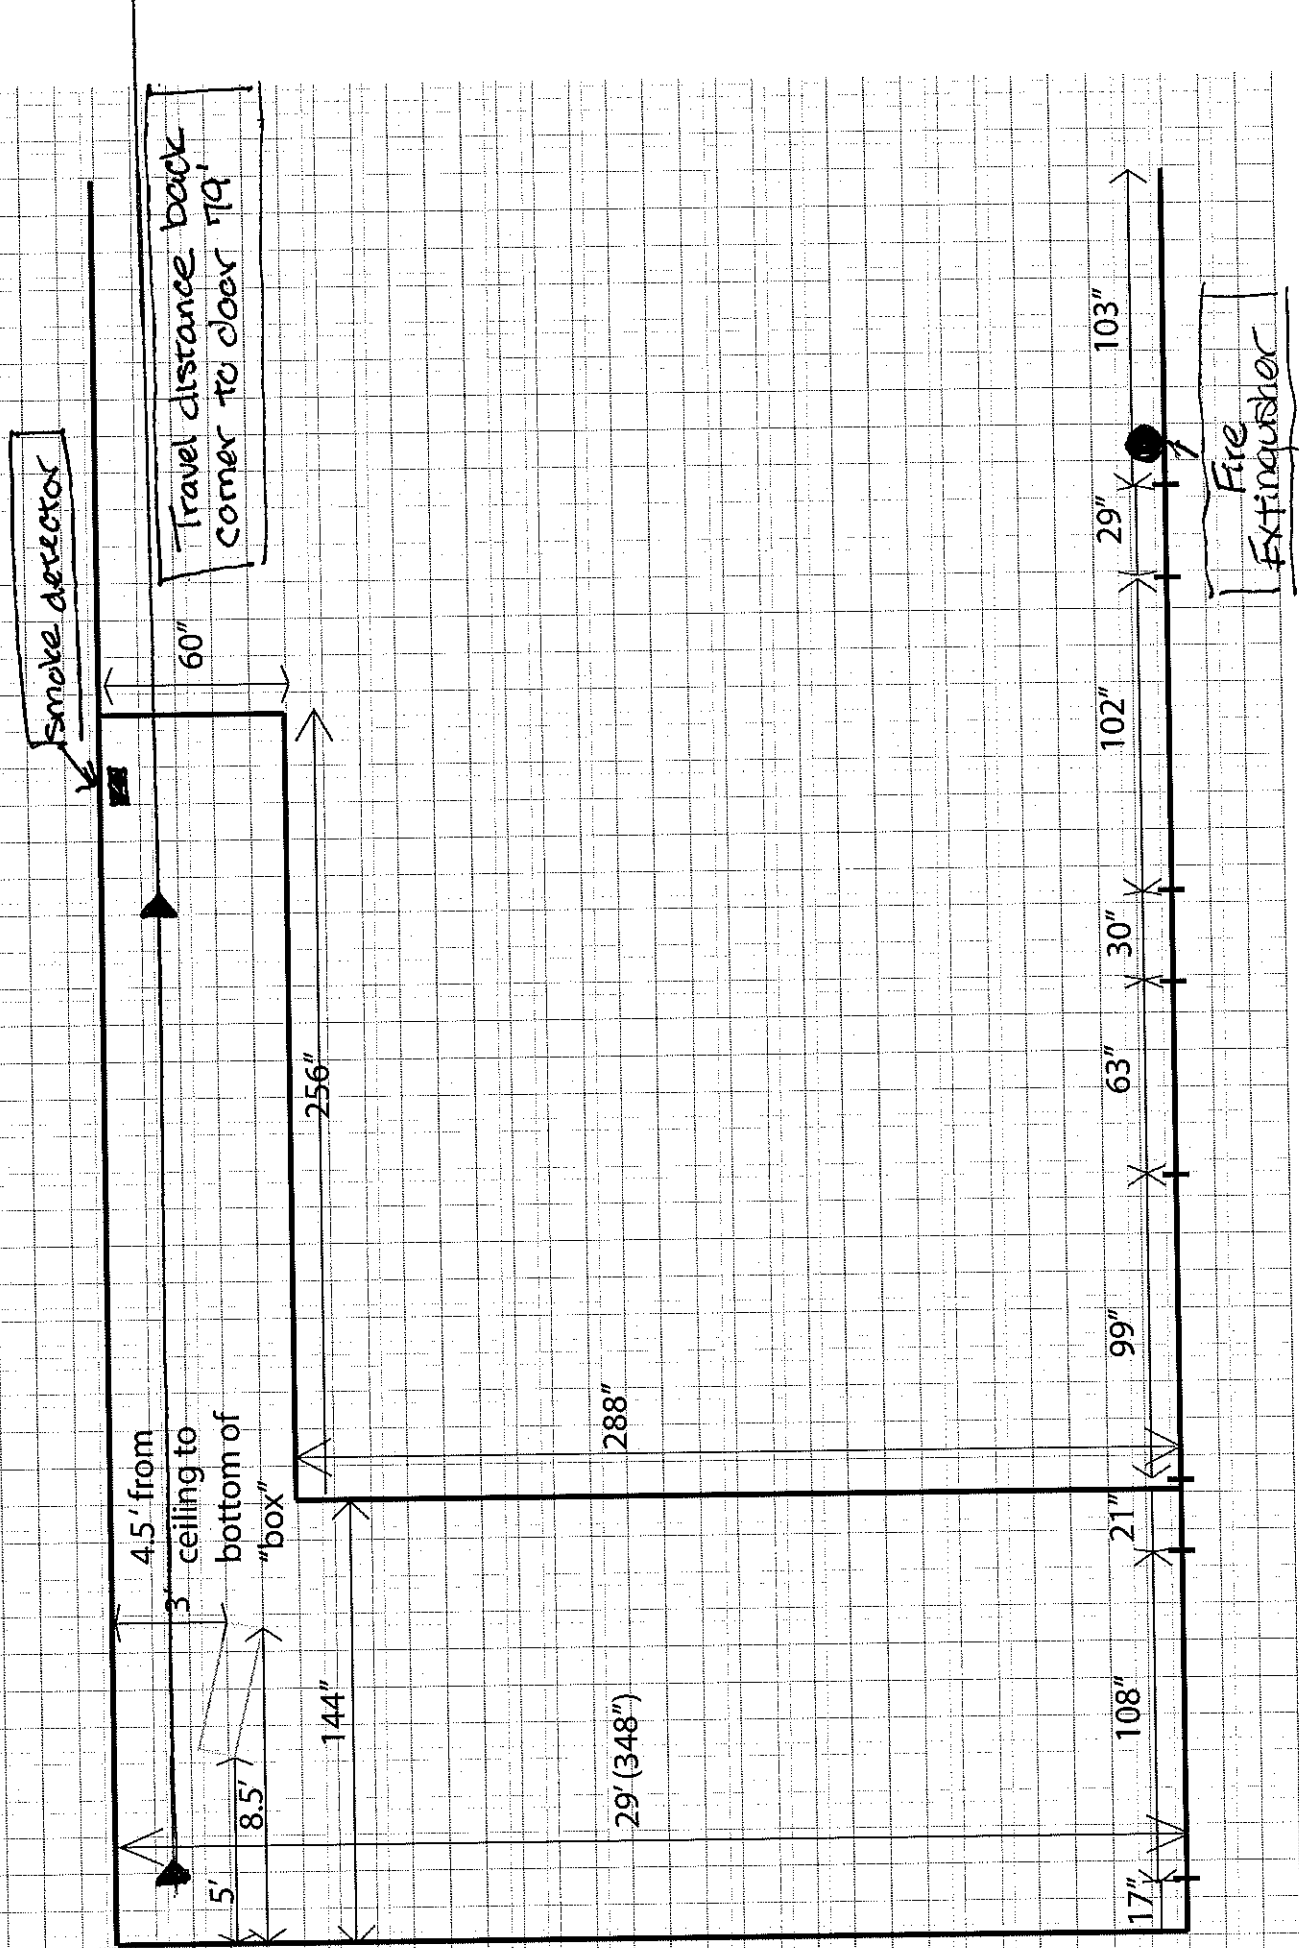 smoke detector
Travel distance back
corner to door 79'
60"
256"
4.5' from
ceiling to
bottom of
"box"
3'
5'
8.5'
144"
288"
29' (348")
17"
108"
21"
99"
63"
30"
102"
29"
103"
Fire
Extinguisher